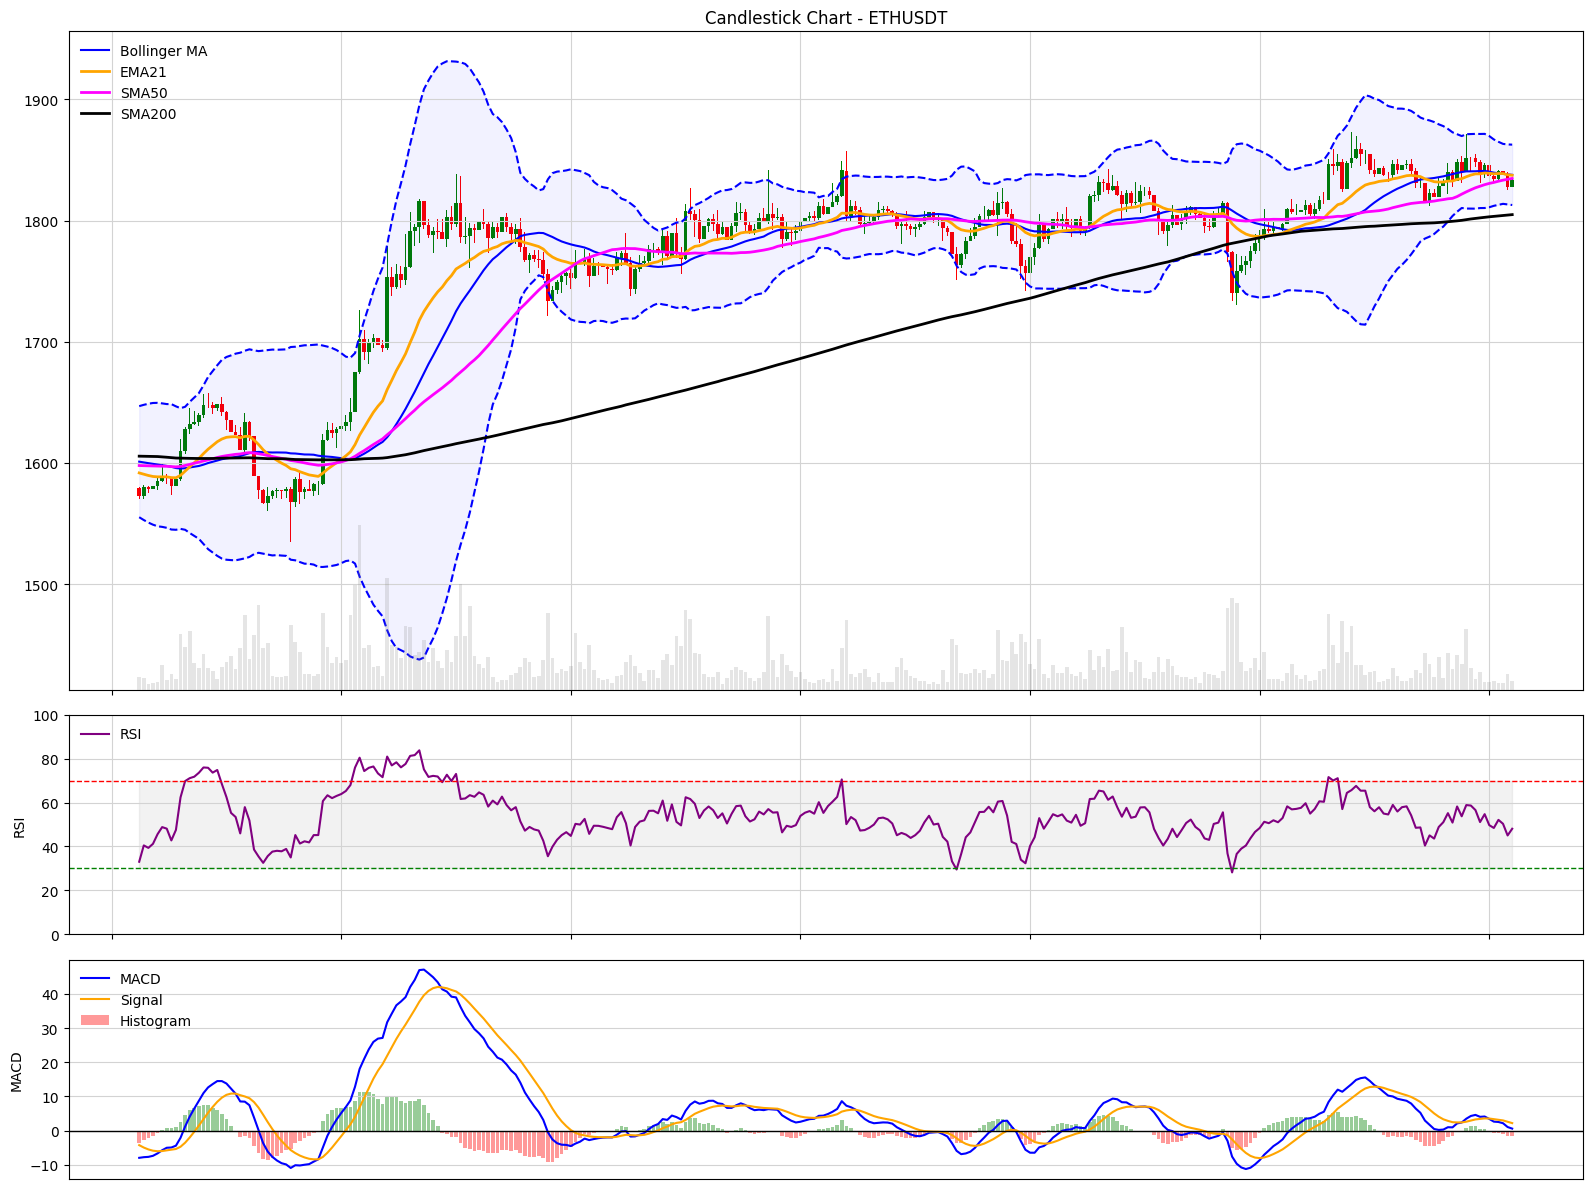 Candlestick Chart - ETHUSDT
Bollinger MA
EMA21
SMA50
SMA200
1900
1800
1700
1600
1500
RSI
100
80
60
40
20
0
RSI
MACD
Signal
Histogram
40
30
20
10
0
−10
MACD